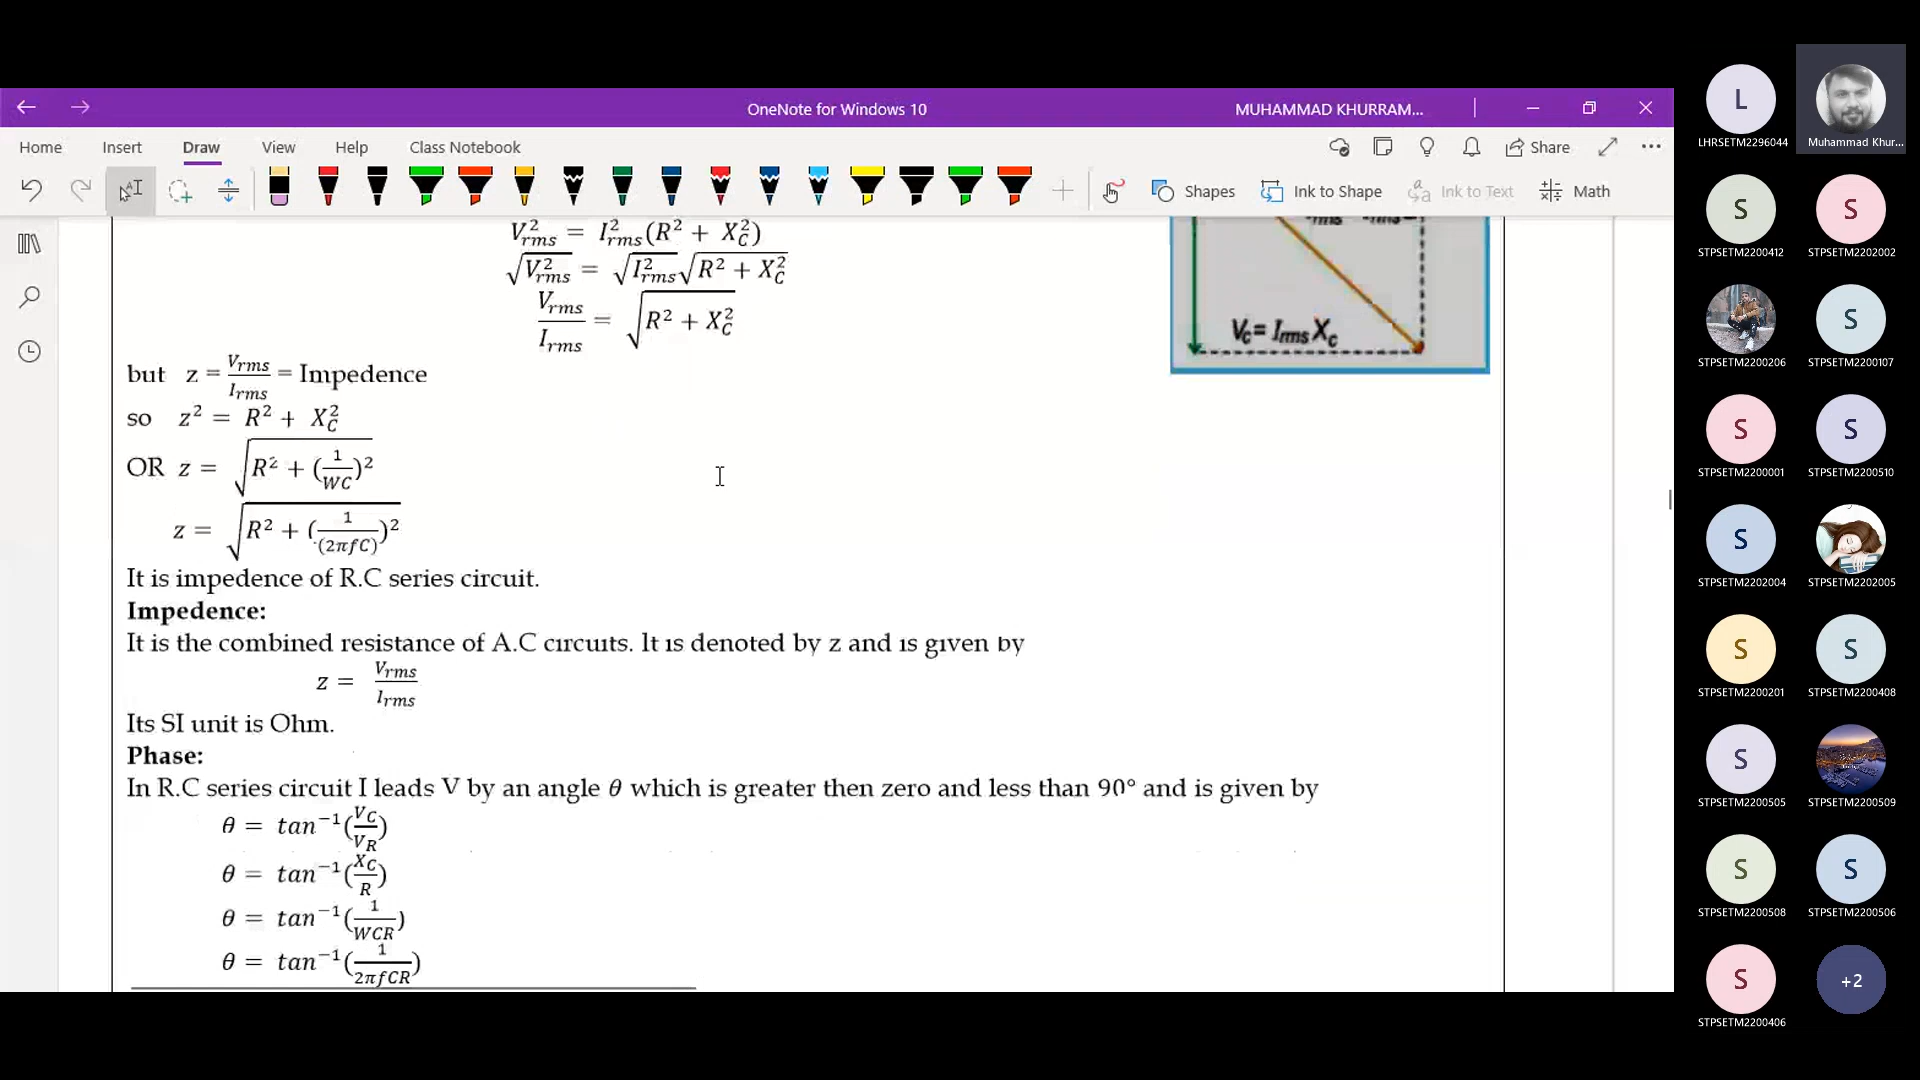 OneNote for Windows 10
MUHAMMAD KHURRAM...
Home Insert Draw View Help Class Notebook
Share
Shapes Ink to Shape Ink to Text Math
V²rms = I²rms(R² + X²C)
√V²rms = √I²rms√R² + X²C
Vrms/Irms = √R² + X²C
VC = Irms XC
but z = Vrms/Irms = Impedence
so z² = R² + X²C
OR z = √R² + (1/WC)²
z = √R² + (1/(2πfC))²
It is impedence of R.C series circuit.
Impedence:
It is the combined resistance of A.C circuits. It is denoted by z and is given by
z = Vrms/Irms
Its SI unit is Ohm.
Phase:
In R.C series circuit I leads V by an angle θ which is greater then zero and less than 90° and is given by
θ = tan⁻¹(VC/VR)
θ = tan⁻¹(XC/R)
θ = tan⁻¹(1/WCR)
θ = tan⁻¹(1/2πfCR)
L
LHRSETM2296044 Muhammad Khur...
S S
STPSETM2200412 STPSETM2202002
S
STPSETM2200206 STPSETM2200107
S S
STPSETM2200001 STPSETM2200510
S
STPSETM2202004 STPSETM2202005
S S
STPSETM2200201 STPSETM2200408
S
STPSETM2200505 STPSETM2200509
S S
STPSETM2200508 STPSETM2200506
S +2
STPSETM2200406